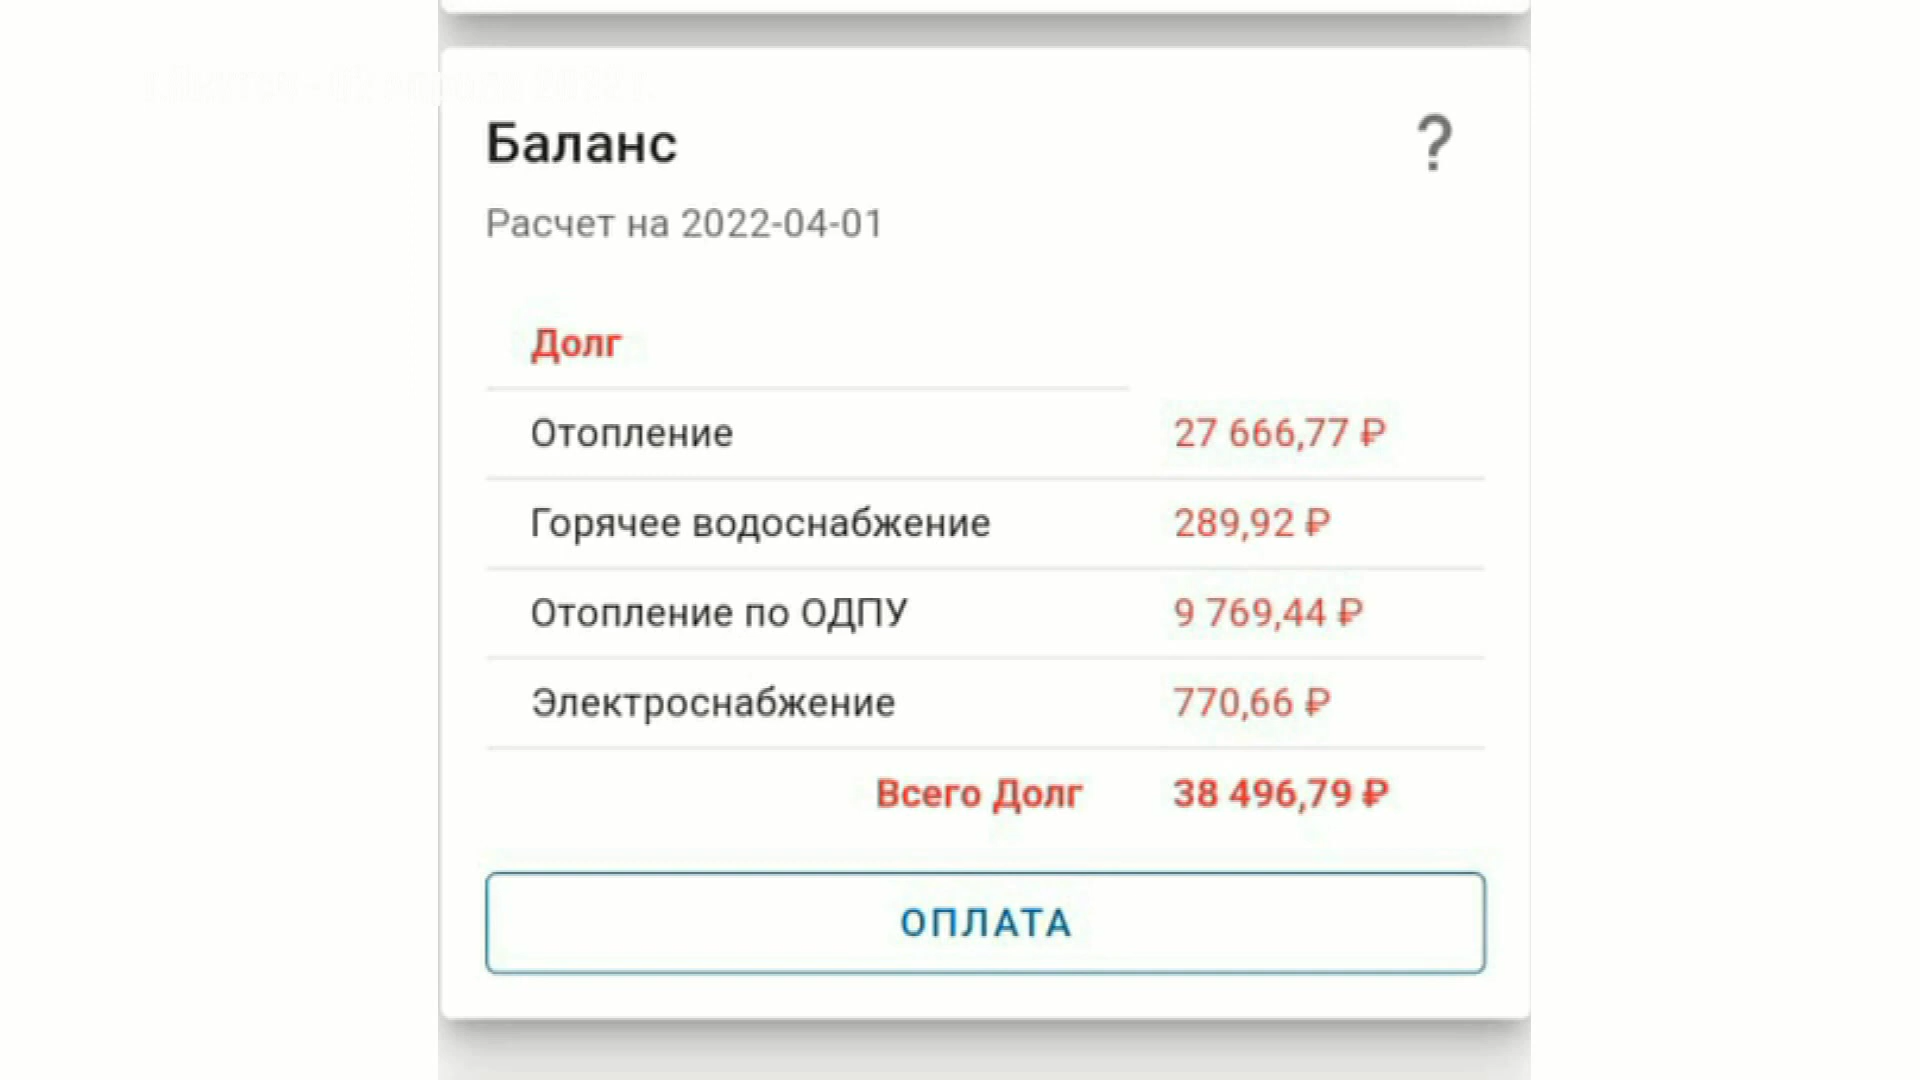 Баланс
?
Расчет на 2022-04-01
Долг
Отопление 27 666,77 ₽
Горячее водоснабжение 289,92 ₽
Отопление по ОДПУ 9 769,44 ₽
Электроснабжение 770,66 ₽
Всего Долг 38 496,79 ₽
ОПЛАТА